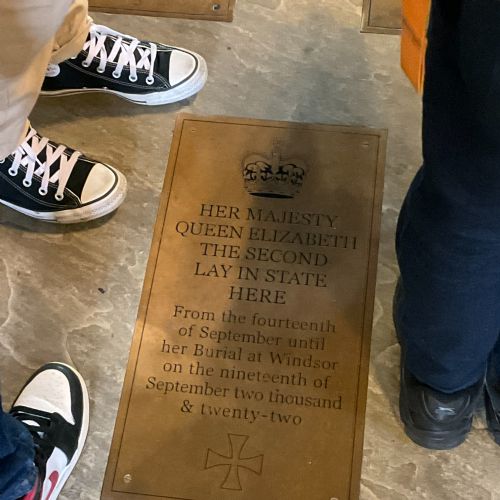 HER MAJESTY
QUEEN ELIZABETH
THE SECOND
LAY IN STATE
HERE
From the fourteenth
of September until
her Burial at Windsor
on the nineteenth of
September two thousand
& twenty-two